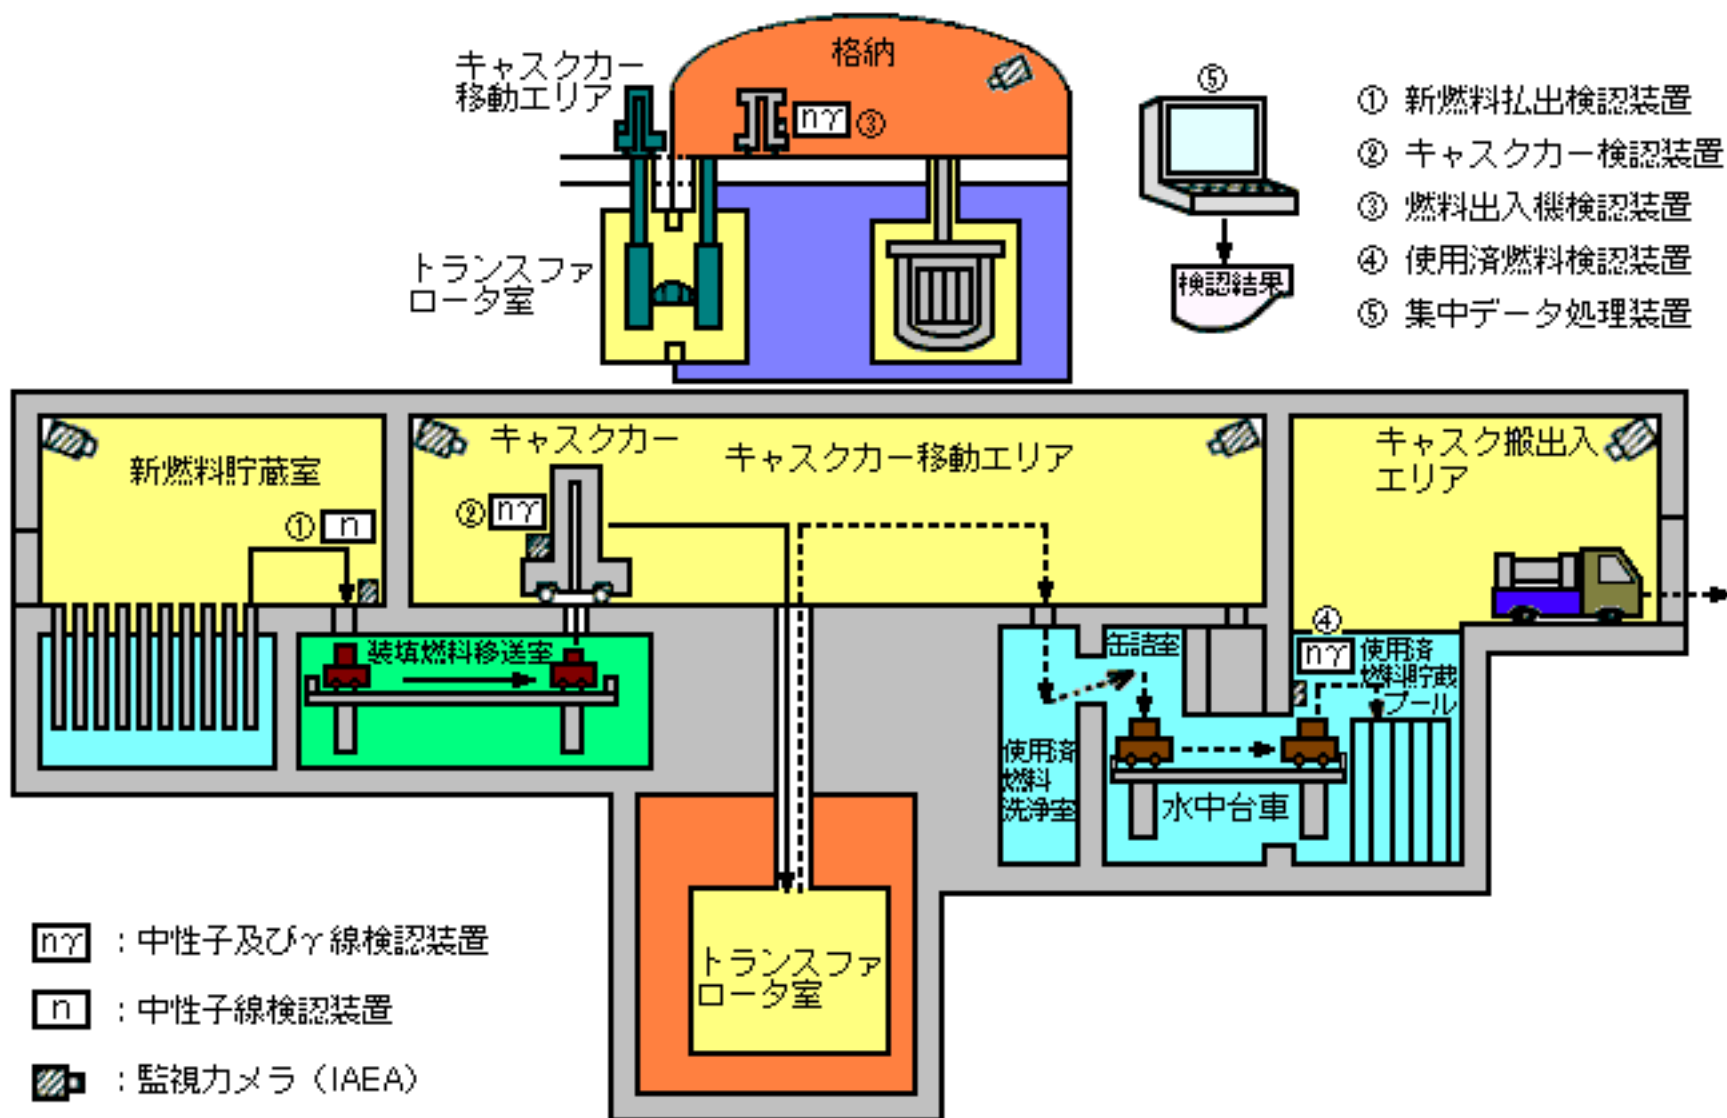 キャスクカー
移動エリア
格納
nγ ③
トランスファ
ロータ室
⑤
検認結果
① 新燃料払出検認装置
② キャスクカー検認装置
③ 燃料出入機検認装置
④ 使用済燃料検認装置
⑤ 集中データ処理装置
新燃料貯蔵室
① n
キャスクカー
② nγ
キャスクカー移動エリア
キャスク搬出入
エリア
装填燃料移送室
缶詰室
④
nγ
使用済
燃料貯蔵
プール
使用済
燃料
洗浄室
水中台車
トランスファ
ロータ室
nγ :中性子及びγ線検認装置
n :中性子線検認装置
:監視カメラ(IAEA)